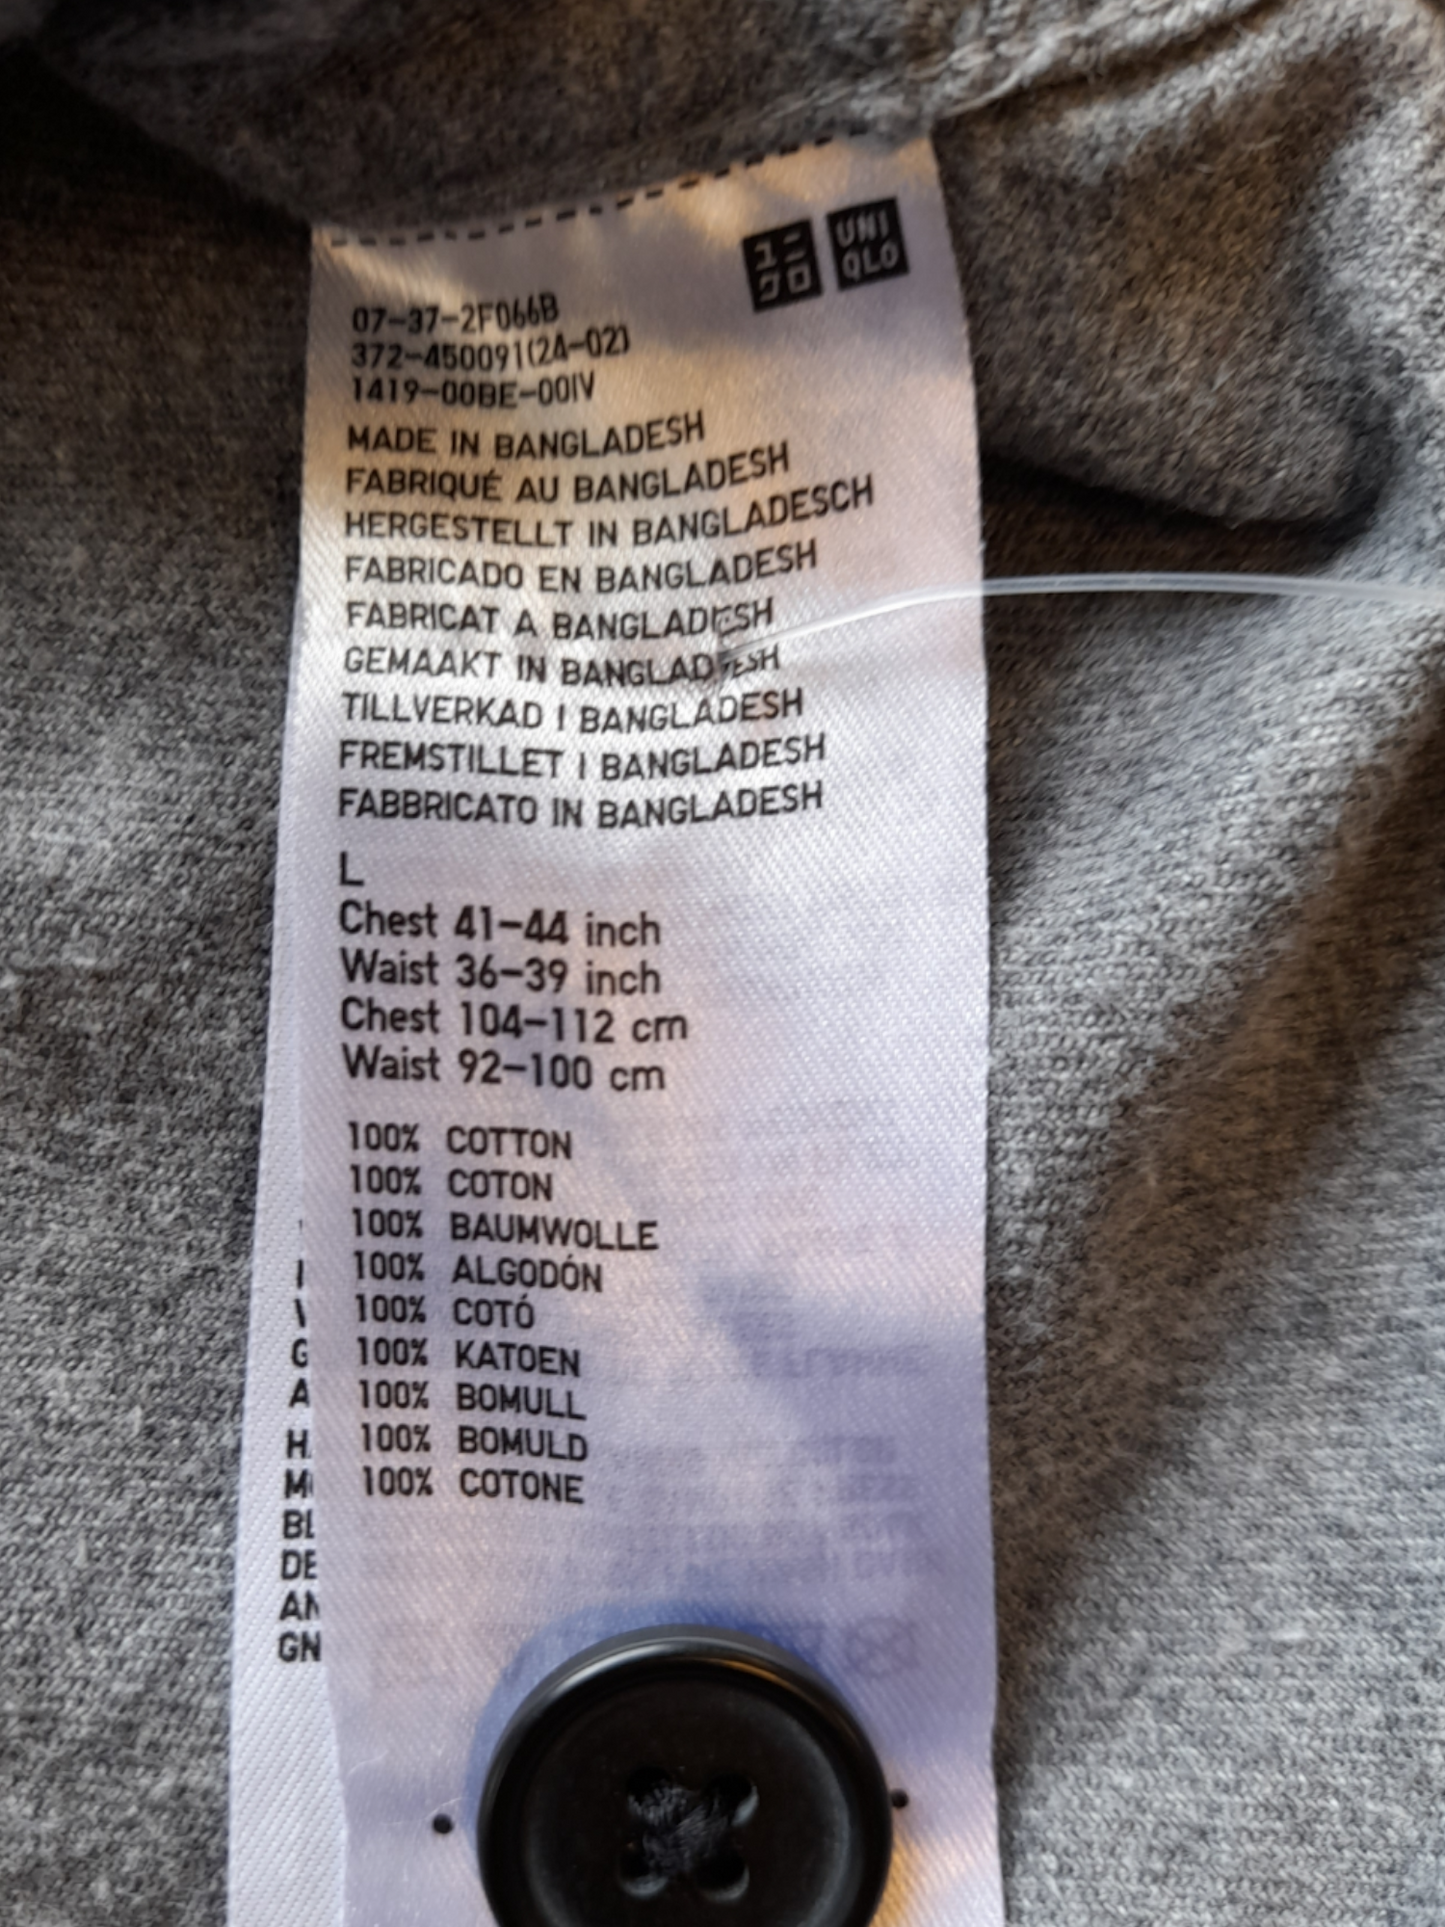 ユニ
クロ
UNI
QLO
07-37-2F066B
372-450091(24-02)
1419-00BE-00IV
MADE IN BANGLADESH
FABRIQUÉ AU BANGLADESH
HERGESTELLT IN BANGLADESCH
FABRICADO EN BANGLADESH
FABRICAT A BANGLADESH
GEMAAKT IN BANGLADESH
TILLVERKAD I BANGLADESH
FREMSTILLET I BANGLADESH
FABBRICATO IN BANGLADESH
L
Chest 41-44 inch
Waist 36-39 inch
Chest 104-112 cm
Waist 92-100 cm
100% COTTON
100% COTON
100% BAUMWOLLE
100% ALGODÓN
100% COTÓ
100% KATOEN
100% BOMULL
100% BOMULD
100% COTONE